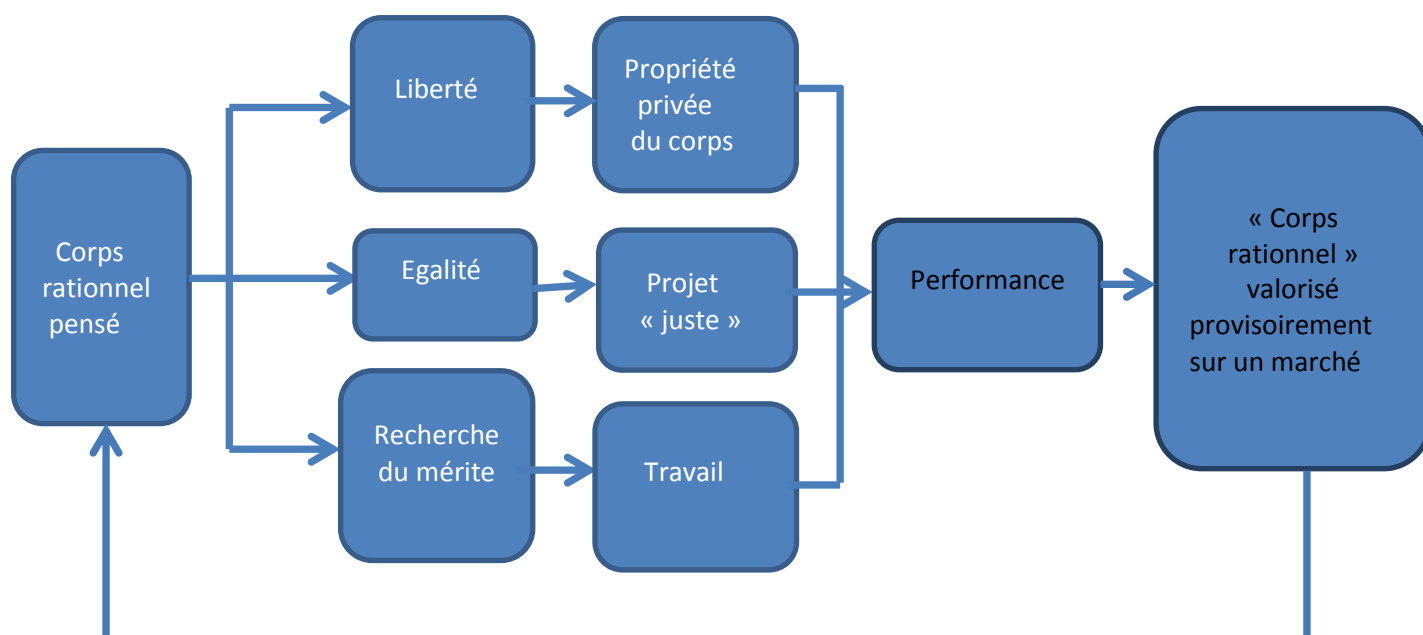 Corps
rationnel
pensé
Liberté
Propriété
privée
du corps
Egalité
Projet
« juste »
Recherche
du mérite
Travail
Performance
« Corps
rationnel »
valorisé
provisoirement
sur un marché